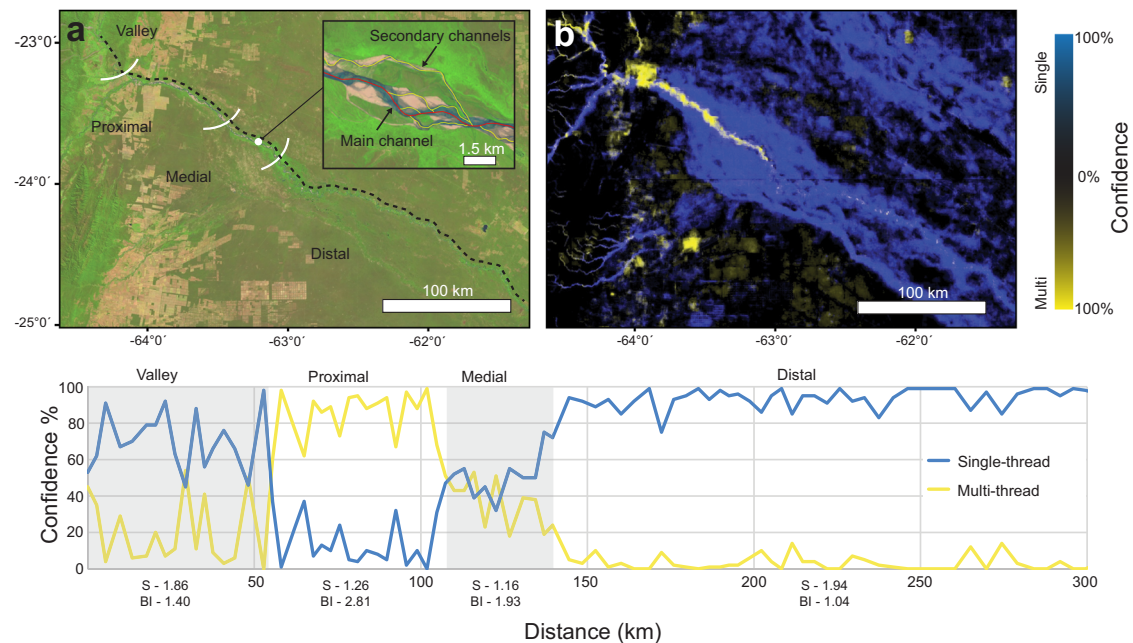 a
Valley
Proximal
Medial
Distal
Secondary channels
Main channel
1.5 km
100 km
-23°0´
-24°0´
-25°0´
-64°0´
-63°0´
-62°0´
b
100 km
-64°0´
-63°0´
-62°0´
100%
0%
100%
Single
Multi
Confidence
Valley
Proximal
Medial
Distal
Confidence %
100
80
60
40
20
0
50
100
150
200
250
300
Single-thread
Multi-thread
S - 1.86
BI - 1.40
S - 1.26
BI - 2.81
S - 1.16
BI - 1.93
S - 1.94
BI - 1.04
Distance (km)